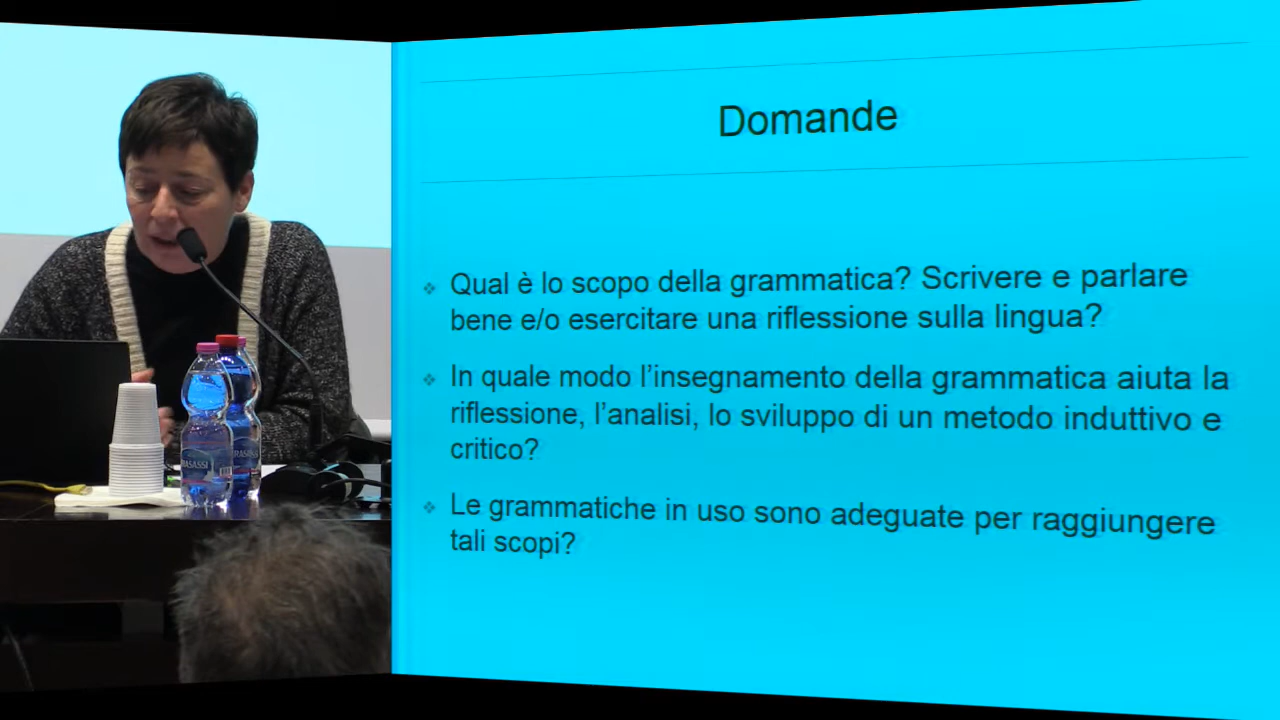 Domande
Qual è lo scopo della grammatica? Scrivere e parlare
bene e/o esercitare una riflessione sulla lingua?
In quale modo l'insegnamento della grammatica aiuta la
riflessione, l'analisi, lo sviluppo di un metodo induttivo e
critico?
Le grammatiche in uso sono adeguate per raggiungere
tali scopi?